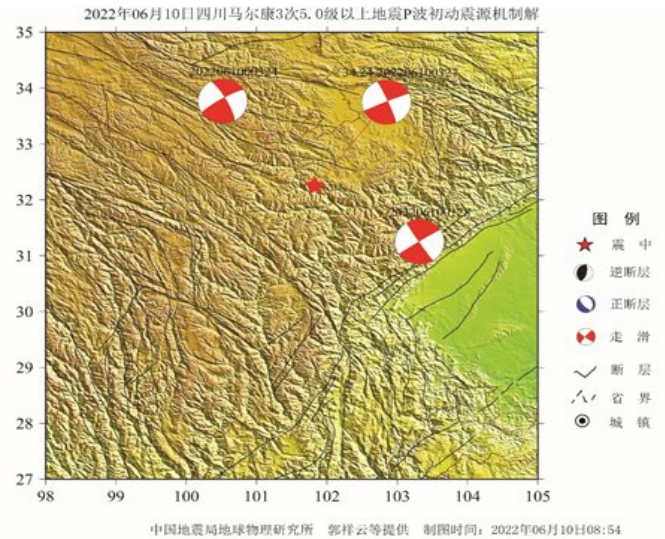 2022年06月10日四川马尔康3次5.0级以上地震P波初动震源机制解
35
34
33
32
31
30
29
28
27
98
99
100
101
102
103
104
105
图 例
震 中
逆断层
正断层
走 滑
断 层
省 界
城 镇
中国地震局地球物理研究所 郭祥云等提供 制图时间：2022年06月10日08:54